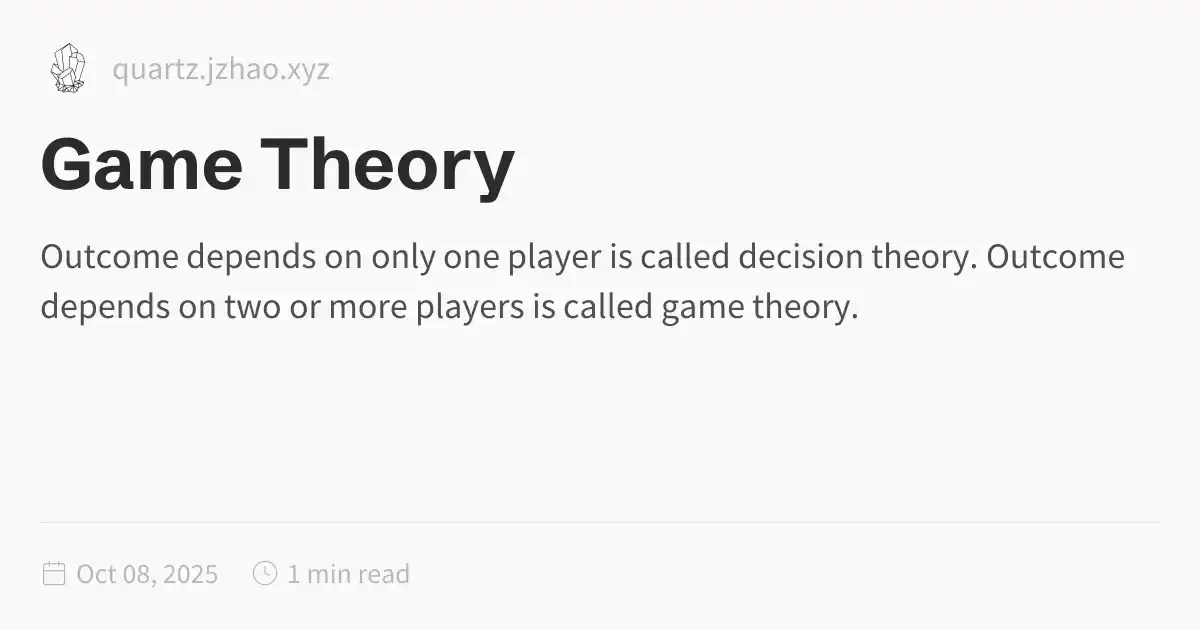 quartz.jzhao.xyz
Game Theory
Outcome depends on only one player is called decision theory. Outcome
depends on two or more players is called game theory.
Oct 08, 2025 1 min read